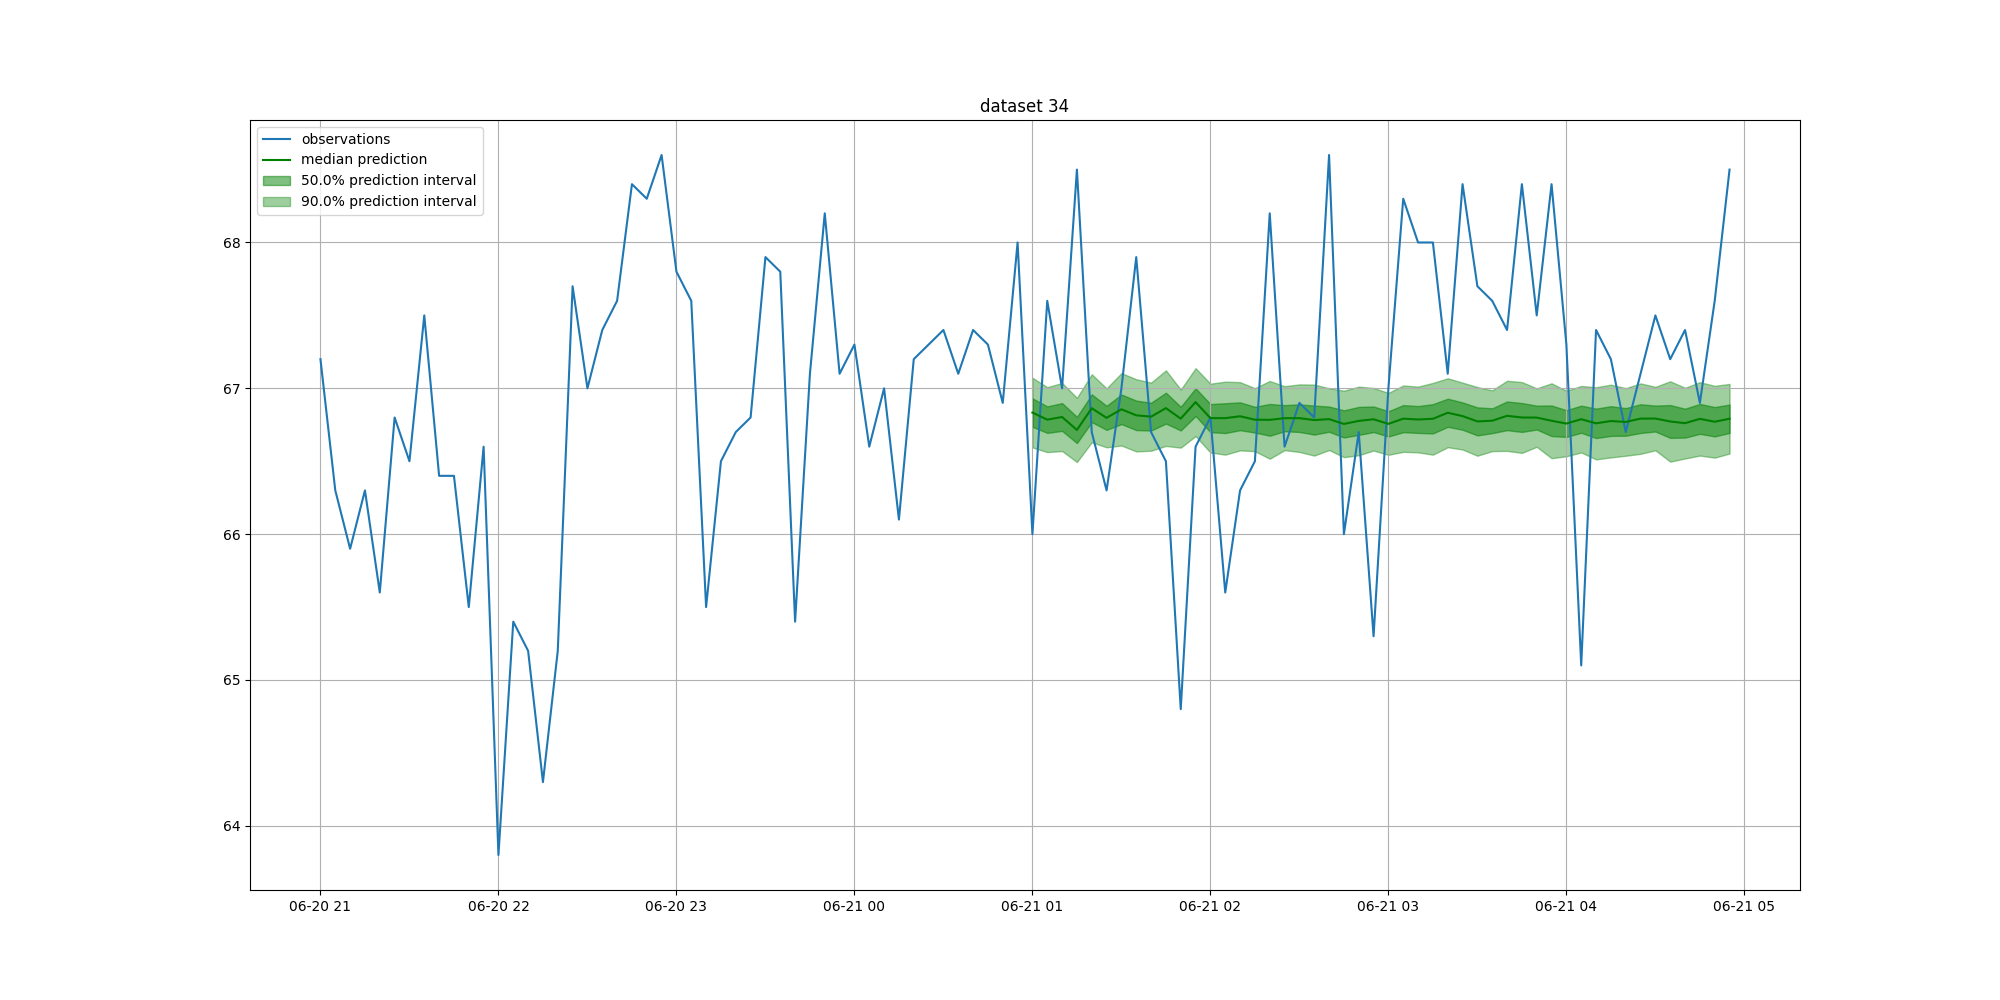 dataset 34
observations
median prediction
50.0% prediction interval
90.0% prediction interval
68
67
66
65
64
06-20 21
06-20 22
06-20 23
06-21 00
06-21 01
06-21 02
06-21 03
06-21 04
06-21 05